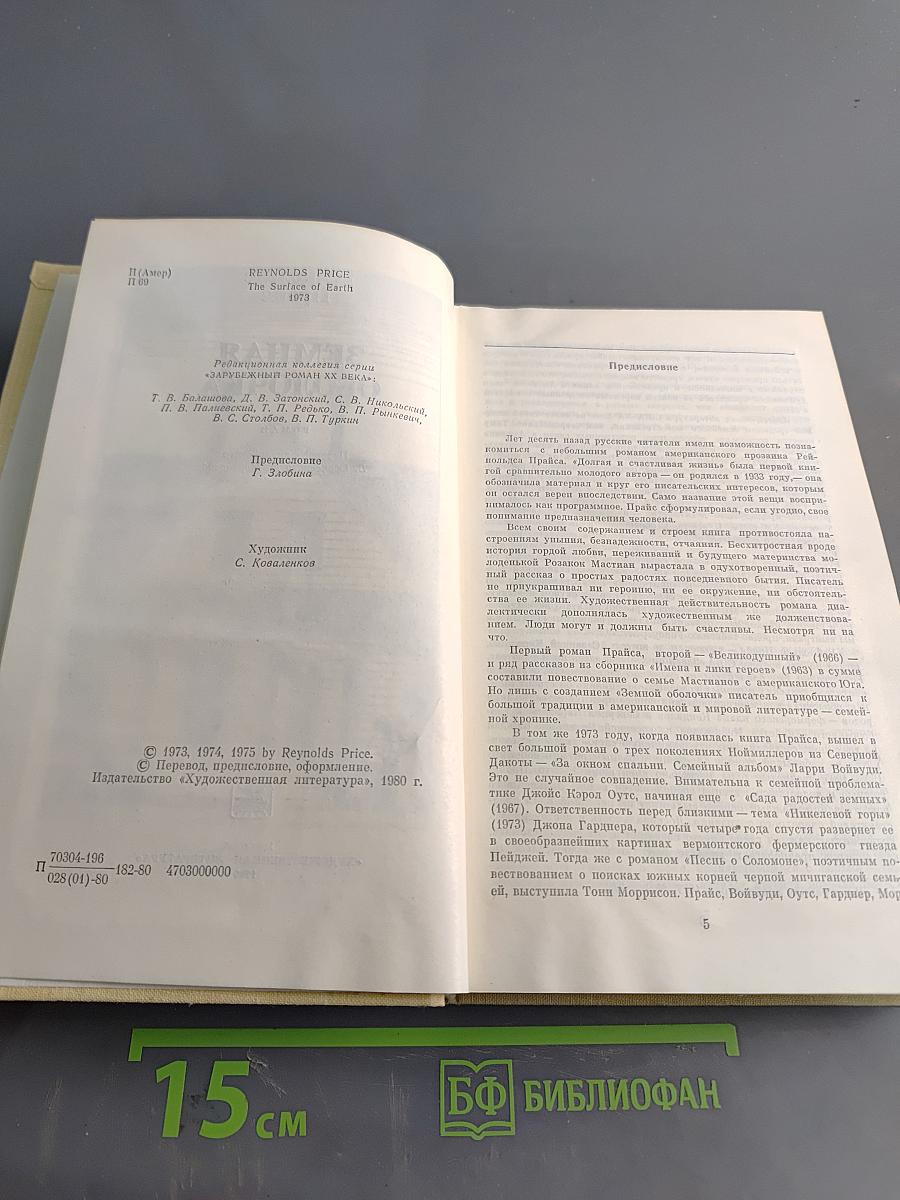 И(Амер)
П 69
REYNOLDS PRICE
The Surface of Earth
1973
Редакционная коллегия серии
«ЗАРУБЕЖНЫЙ РОМАН XX ВЕКА»:
Т. В. Балашова, Д. В. Затонский, С. В. Никольский,
П. В. Палиевский, Т. П. Редько, В. П. Рынкевич,
В. С. Столбов, В. П. Туркин
Предисловие
Г. Злобина
Художник
С. Коваленков
© 1973, 1974, 1975 by Reynolds Price.
© Перевод, предисловие, оформление.
Издательство «Художественная литература», 1980 г.
П 70304-196
028(01)-80 182-80 4703000000
Предисловие
Лет десять назад русские читатели имели возможность позна-
комиться с небольшим романом американского прозаика Рей-
нольдса Прайса. «Долгая и счастливая жизнь» была первой кни-
гой сравнительно молодого автора — он родился в 1933 году,— она
обозначила материал и круг его писательских интересов, которым
он остался верен впоследствии. Само название этой вещи воспри-
нималось как программное. Прайс сформулировал, если угодно, свое
понимание предназначения человека.
Всем своим содержанием и строем книга противостояла на-
строениям уныния, безнадежности, отчаяния. Бесхитростная вроде
история гордой любви, переживаний и будущего материнства мо-
лоденькой Розакок Мастиан вырастала в одухотворенный, поэтич-
ный рассказ о простых радостях повседневного бытия. Писатель
не приукрашивал ни героиню, ни ее окружение, ни обстоятель-
ства ее жизни. Художественная действительность романа диа-
лектически дополнялась художественным же долженствова-
нием. Люди могут и должны быть счастливы. Несмотря ни на
что.
Первый роман Прайса, второй — «Великодушный» (1966) —
и ряд рассказов из сборника «Имена и лики героев» (1963) в сумме
составили повествование о семье Мастианов с американского Юга.
Но лишь с созданием «Земной оболочки» писатель приобщился к
большой традиции в американской и мировой литературе — семей-
ной хронике.
В том же 1973 году, когда появилась книга Прайса, вышел в
свет большой роман о трех поколениях Ноймиллеров из Северной
Дакоты — «За окном спальни. Семейный альбом» Ларри Войвуди.
Это не случайное совпадение. Внимательна к семейной проблема-
тике Джойс Кэрол Оутс, начиная еще с «Сада радостей земных»
(1967). Ответственность перед близкими — тема «Никелевой горы»
(1973) Джона Гарднера, который четыре года спустя развернет ее
в своеобразнейших картинах вермонтского фермерского гнезда
Пейджей. Тогда же с романом «Песнь о Соломоне», поэтичным по-
вествованием о поисках южных корней черной мичиганской семь-
ей, выступила Тони Моррисон. Прайс, Войвуди, Оутс, Гарднер, Мор
5
15 см
БФ БИБЛИОФАН